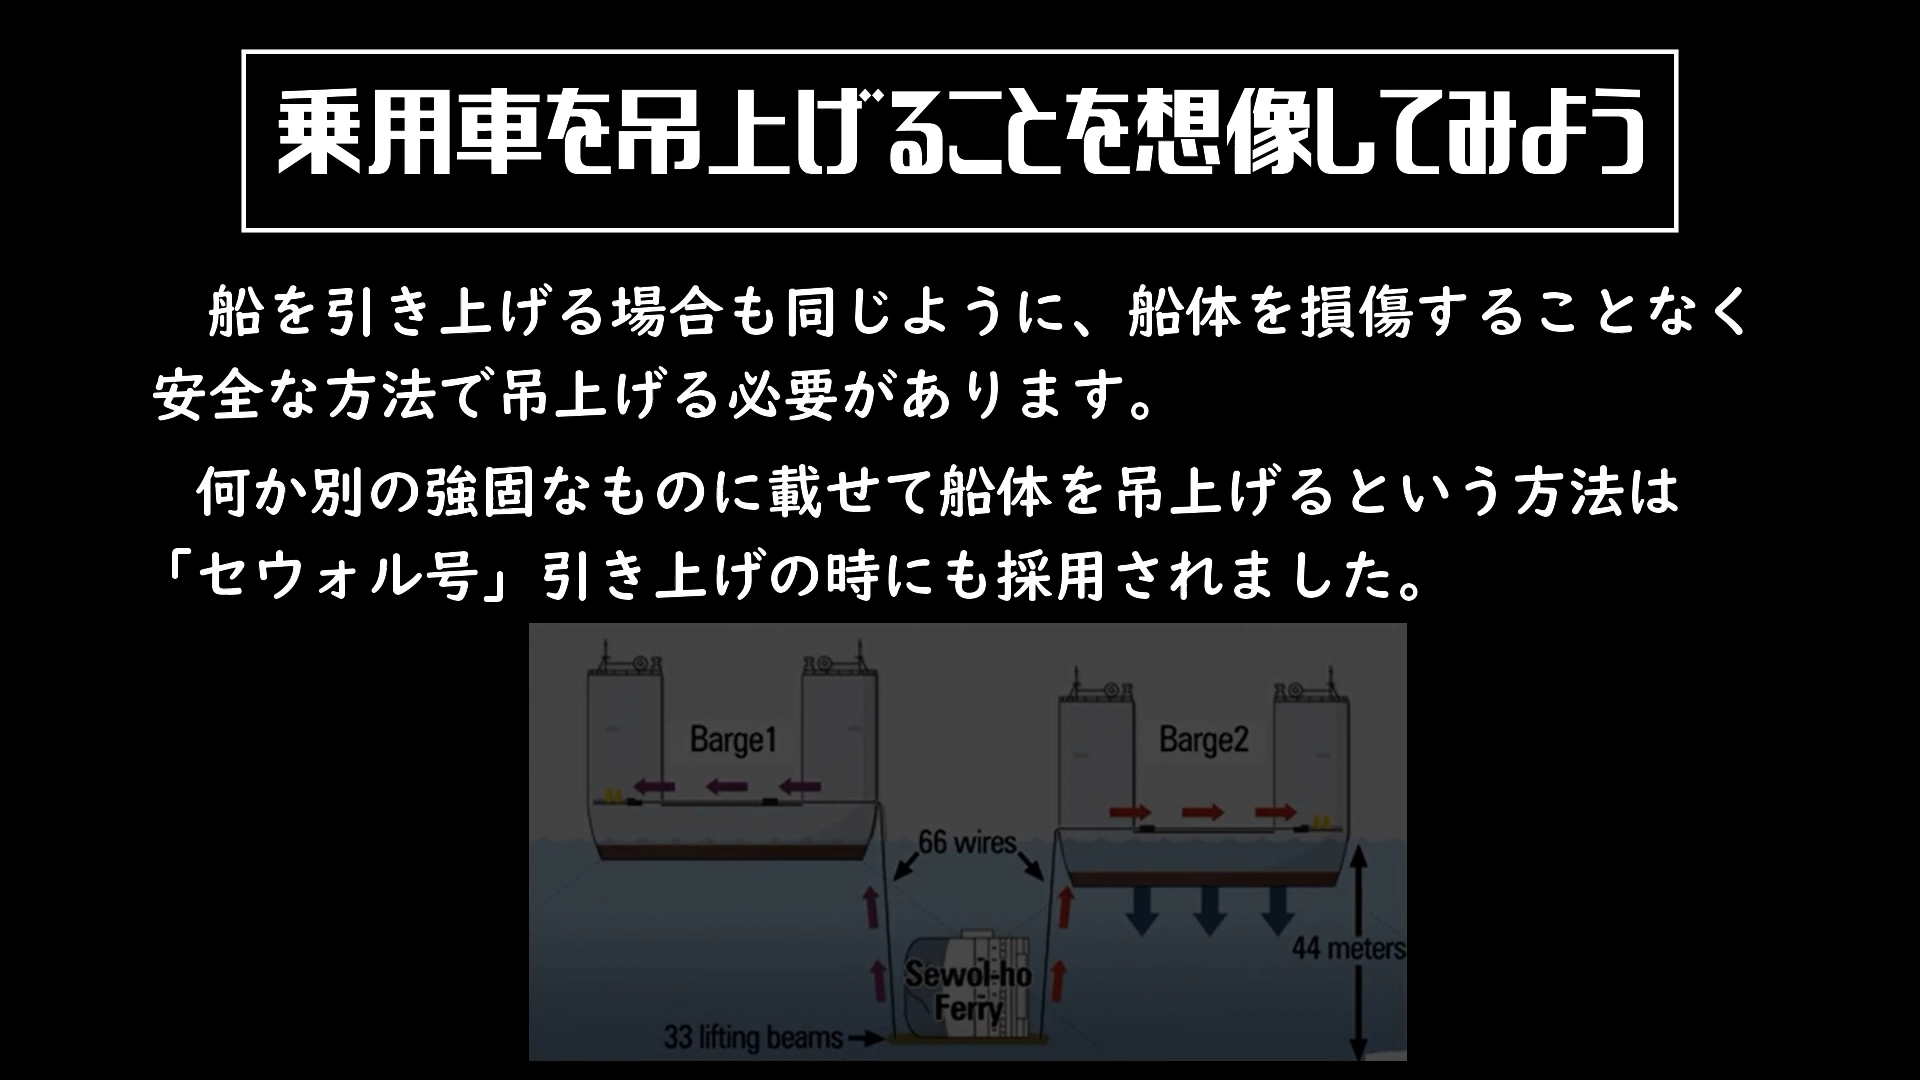 乗用車を吊上げることを想像してみよう
船を引き上げる場合も同じように、船体を損傷することなく
安全な方法で吊上げる必要があります。
何か別の強固なものに載せて船体を吊上げるという方法は
「セウォル号」引き上げの時にも採用されました。
Barge1
Barge2
66 wires
44 meters
Sewol-ho
Ferry
33 lifting beams